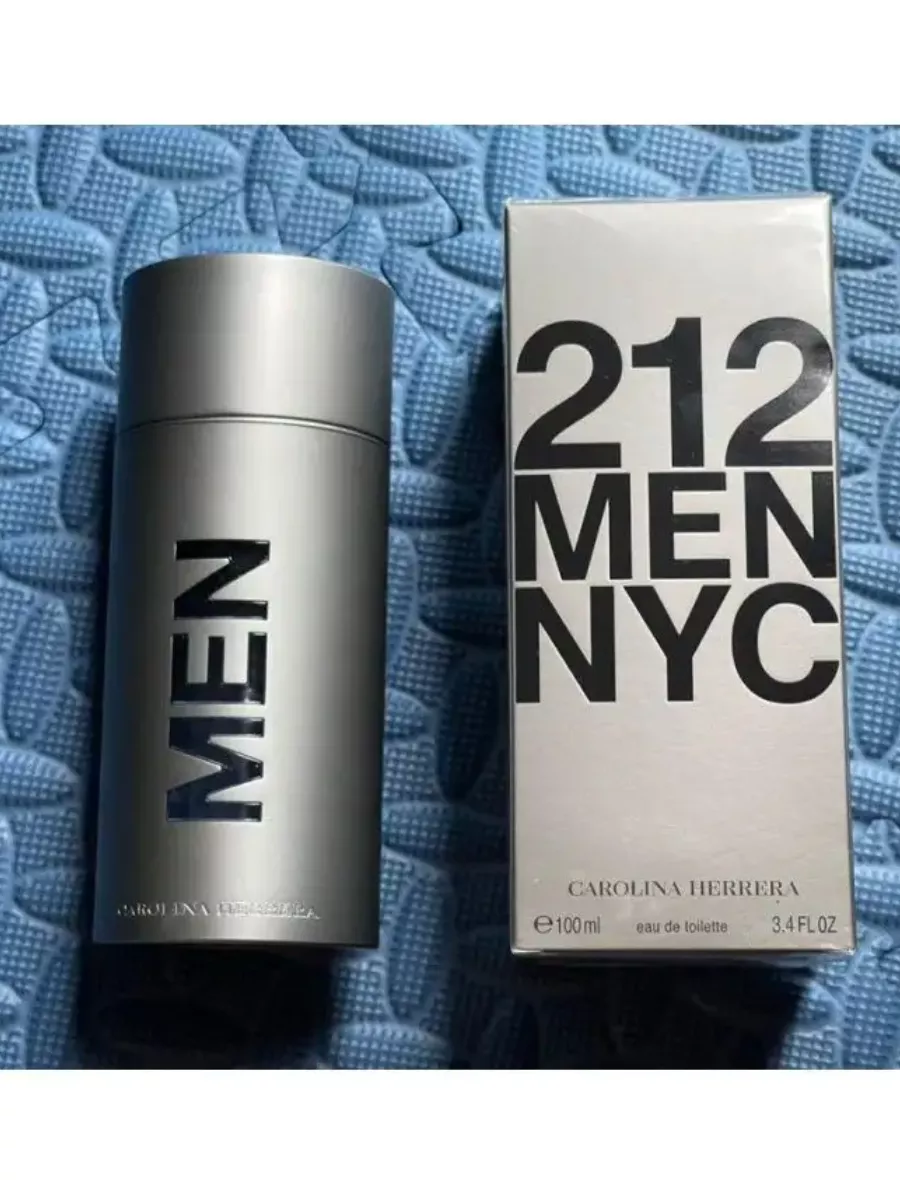 MEN
CAROLINA HERRERA
212
MEN
NYC
CAROLINA HERRERA
℮100ml eau de toilette 3.4 FL OZ